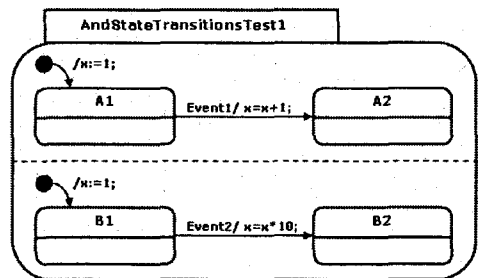 AndStateTransitionsTest1
/x:=1;
A1
Event1/ x=x+1;
A2
/x:=1;
B1
Event2/ x=x*10;
B2